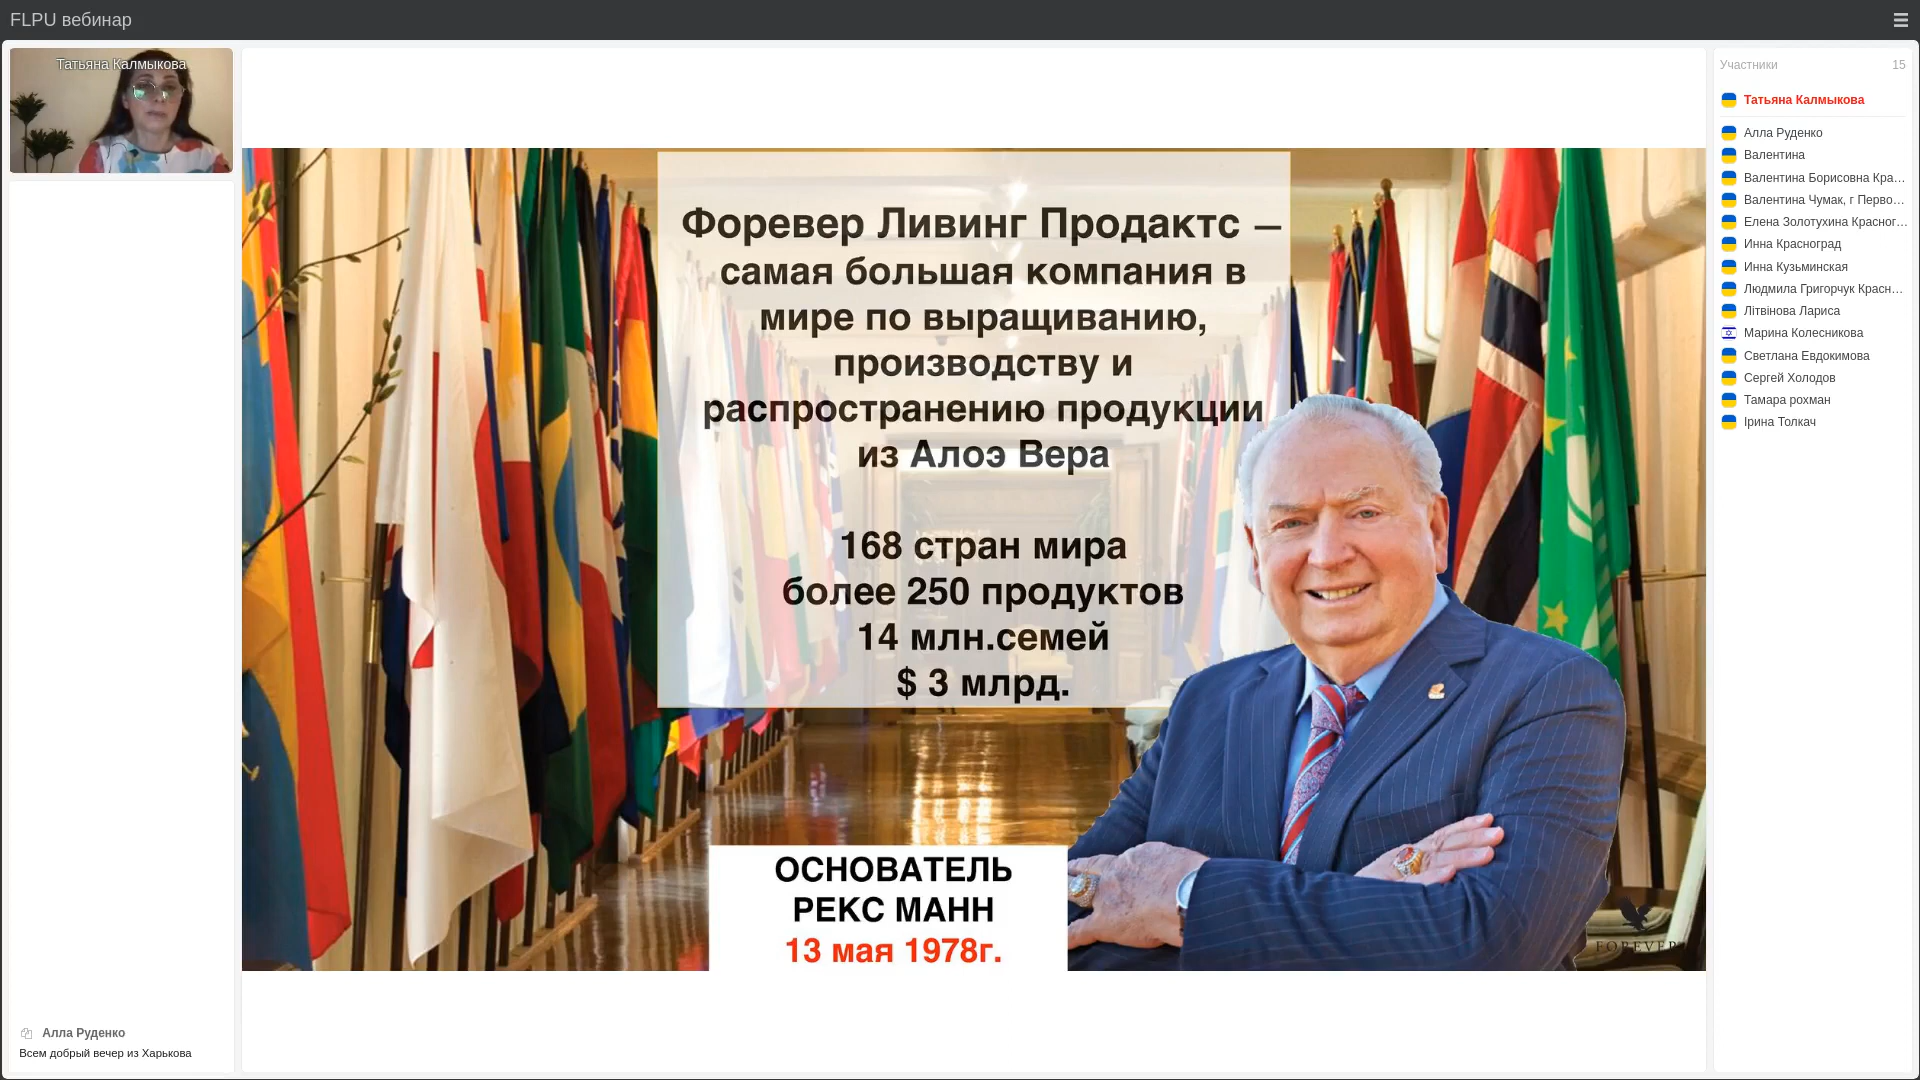 FLPU вебинар
Татьяна Калмыкова
Форевер Ливинг Продактс –
самая большая компания в
мире по выращиванию,
производству и
распространению продукции
из Алоэ Вера
168 стран мира
более 250 продуктов
14 млн.семей
$ 3 млрд.
ОСНОВАТЕЛЬ
РЕКС МАНН
13 мая 1978г.
FOREVER
Алла Руденко
Всем добрый вечер из Харькова
Участники 15
Татьяна Калмыкова
Алла Руденко
Валентина
Валентина Борисовна Кра...
Валентина Чумак, г Перво...
Елена Золотухина Красног...
Инна Красноград
Инна Кузьминская
Людмила Григорчук Красн...
Літвінова Лариса
Марина Колесникова
Светлана Евдокимова
Сергей Холодов
Тамара рохман
Ірина Толкач